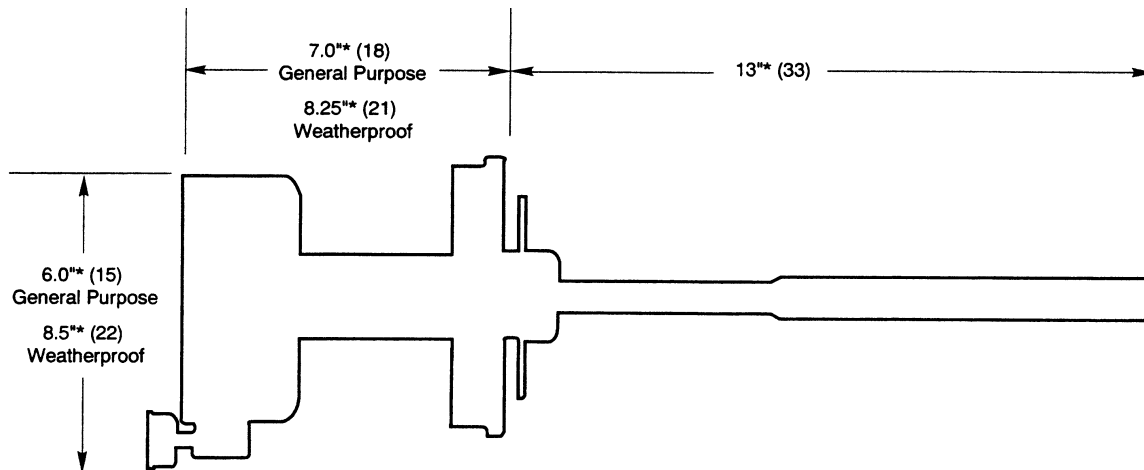 7.0"* (18)
General Purpose
8.25"* (21)
Weatherproof
13"* (33)
6.0"* (15)
General Purpose
8.5"* (22)
Weatherproof